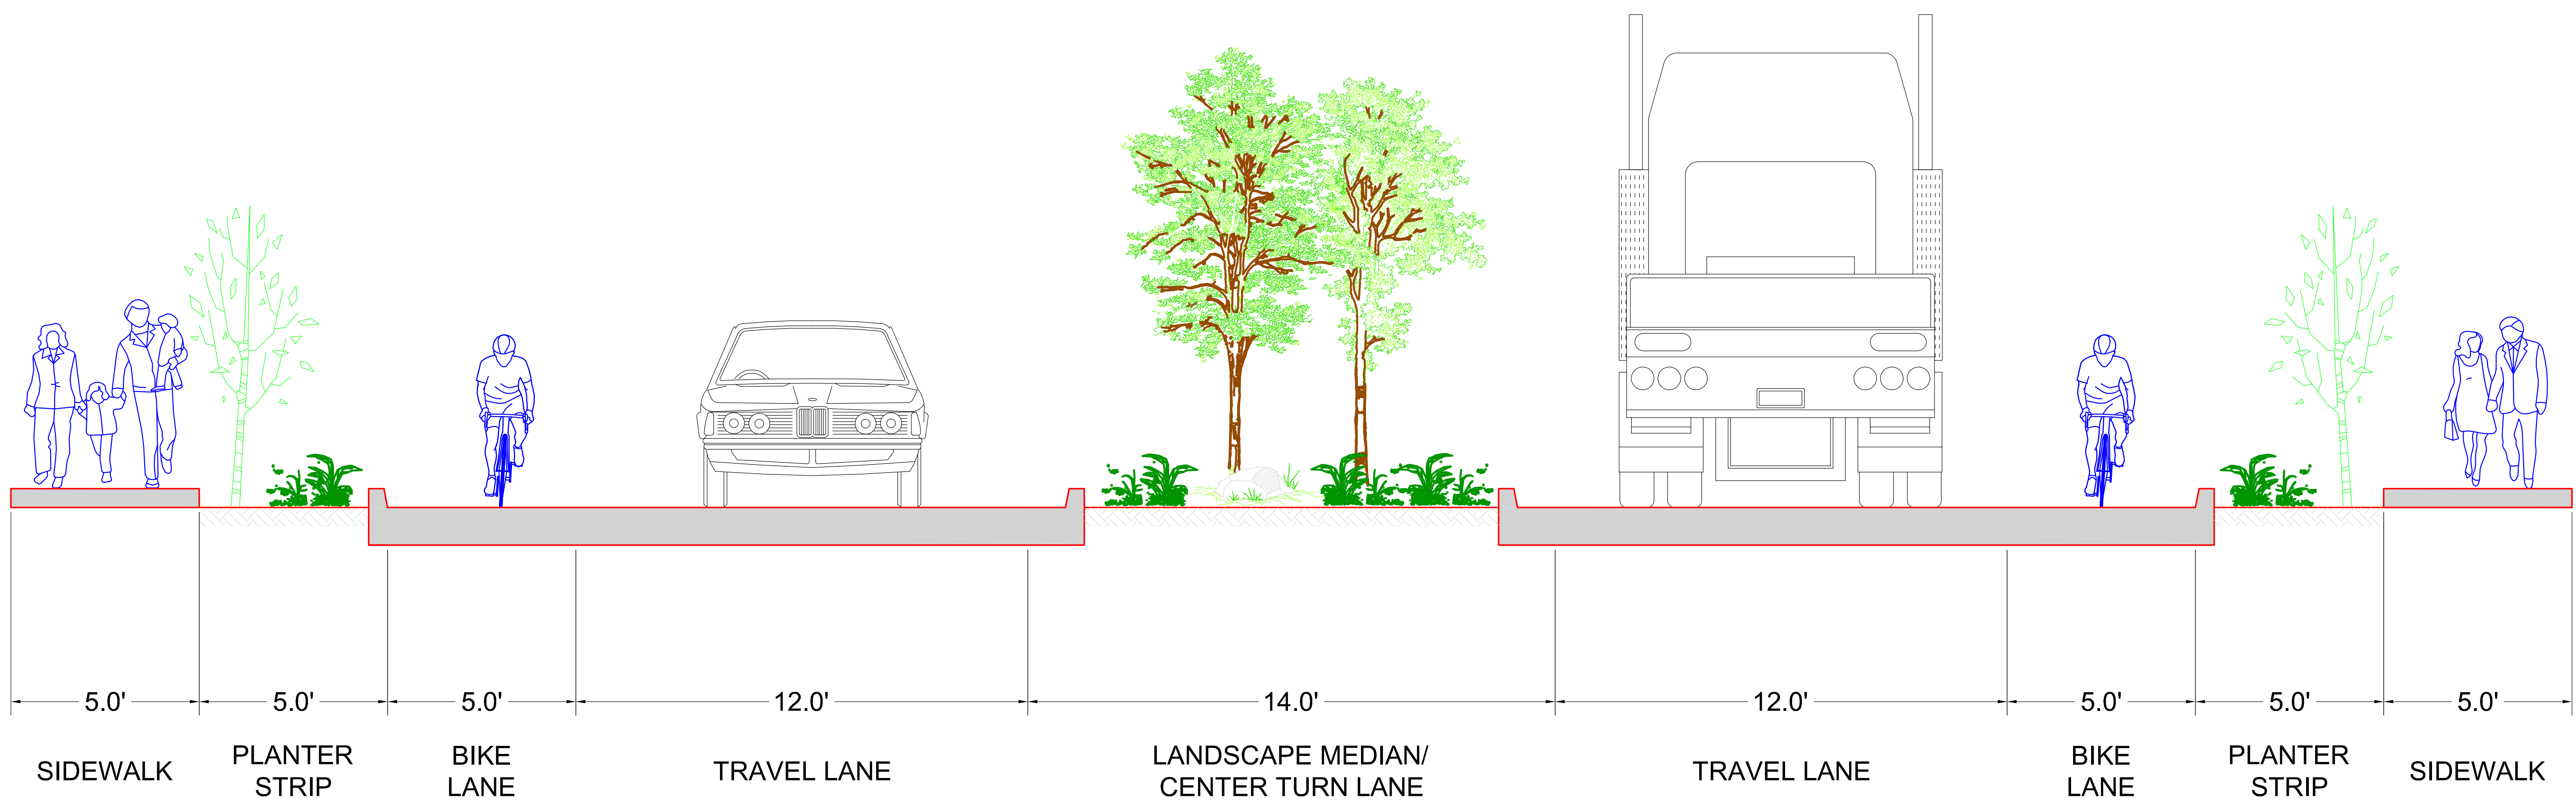 5.0' 5.0' 5.0' 12.0' 14.0' 12.0' 5.0' 5.0' 5.0'
SIDEWALK
PLANTER
STRIP
BIKE
LANE
TRAVEL LANE
LANDSCAPE MEDIAN/
CENTER TURN LANE
TRAVEL LANE
BIKE
LANE
PLANTER
STRIP
SIDEWALK